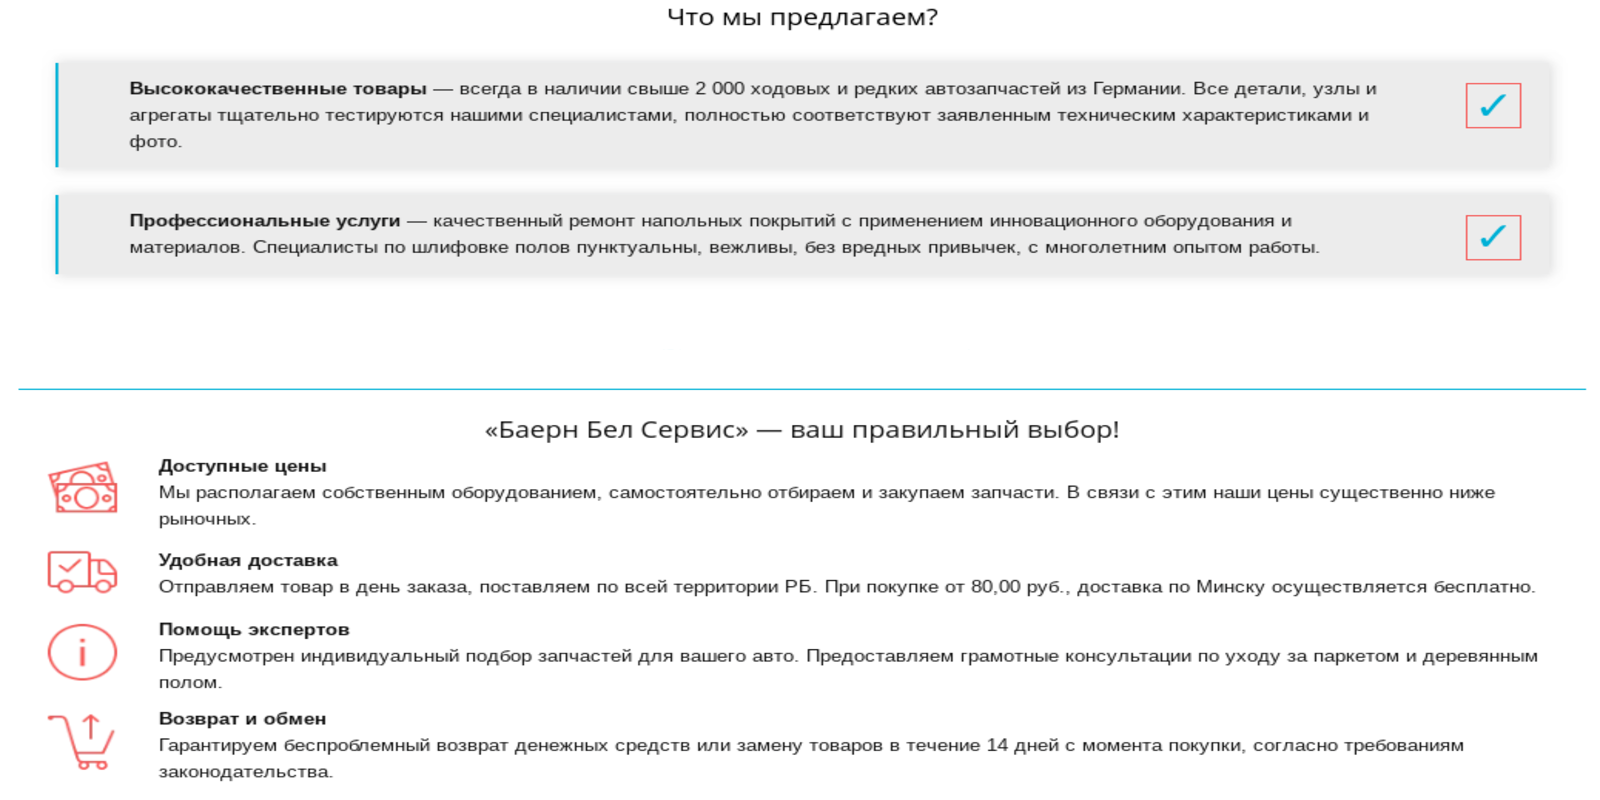 Что мы предлагаем?
Высококачественные товары — всегда в наличии свыше 2 000 ходовых и редких автозапчастей из Германии. Все детали, узлы и
агрегаты тщательно тестируются нашими специалистами, полностью соответствуют заявленным техническим характеристиками и
фото.
Профессиональные услуги — качественный ремонт напольных покрытий с применением инновационного оборудования и
материалов. Специалисты по шлифовке полов пунктуальны, вежливы, без вредных привычек, с многолетним опытом работы.
«Баерн Бел Сервис» — ваш правильный выбор!
Доступные цены
Мы располагаем собственным оборудованием, самостоятельно отбираем и закупаем запчасти. В связи с этим наши цены существенно ниже
рыночных.
Удобная доставка
Отправляем товар в день заказа, поставляем по всей территории РБ. При покупке от 80,00 руб., доставка по Минску осуществляется бесплатно.
Помощь экспертов
Предусмотрен индивидуальный подбор запчастей для вашего авто. Предоставляем грамотные консультации по уходу за паркетом и деревянным
полом.
Возврат и обмен
Гарантируем беспроблемный возврат денежных средств или замену товаров в течение 14 дней с момента покупки, согласно требованиям
законодательства.